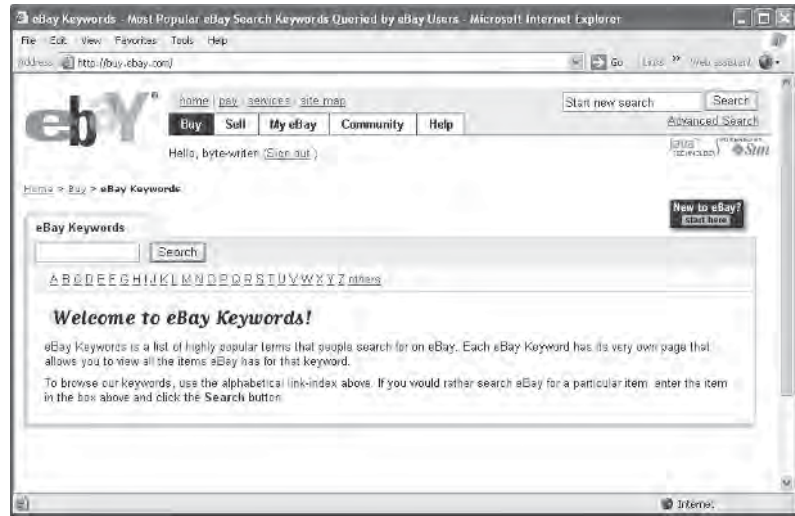 eBay Keywords - Most Popular eBay Search Keywords Queried by eBay Users - Microsoft Internet Explorer
File Edit View Favorites Tools Help
Address http://buy.ebay.com/ Go Links »
ebY®
home | pay | services | site map
Start new search Search
Buy Sell My eBay Community Help
Advanced Search
Hello, byte-writer (Sign out.)
Java TECHNOLOGY Sun
Home > Buy > eBay Keywords
New to eBay?
start here
eBay Keywords
Search
A B C D E F G H I J K L M N O P Q R S T U V W X Y Z others
Welcome to eBay Keywords!
eBay Keywords is a list of highly popular terms that people search for on eBay. Each eBay Keyword has its very own page that
allows you to view all the items eBay has for that keyword.
To browse our keywords, use the alphabetical link-index above. If you would rather search eBay for a particular item, enter the item
in the box above and click the Search button.
Internet